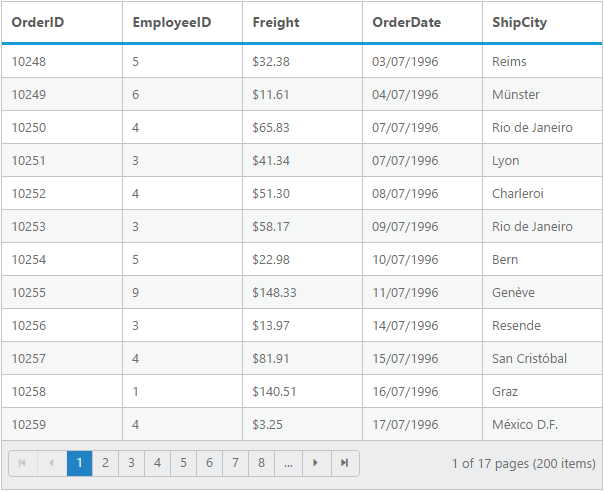 OrderID EmployeeID Freight OrderDate ShipCity
10248 5 $32.38 03/07/1996 Reims
10249 6 $11.61 04/07/1996 Münster
10250 4 $65.83 07/07/1996 Rio de Janeiro
10251 3 $41.34 07/07/1996 Lyon
10252 4 $51.30 08/07/1996 Charleroi
10253 3 $58.17 09/07/1996 Rio de Janeiro
10254 5 $22.98 10/07/1996 Bern
10255 9 $148.33 11/07/1996 Genève
10256 3 $13.97 14/07/1996 Resende
10257 4 $81.91 15/07/1996 San Cristóbal
10258 1 $140.51 16/07/1996 Graz
10259 4 $3.25 17/07/1996 México D.F.
1 2 3 4 5 6 7 8 ... 1 of 17 pages (200 items)